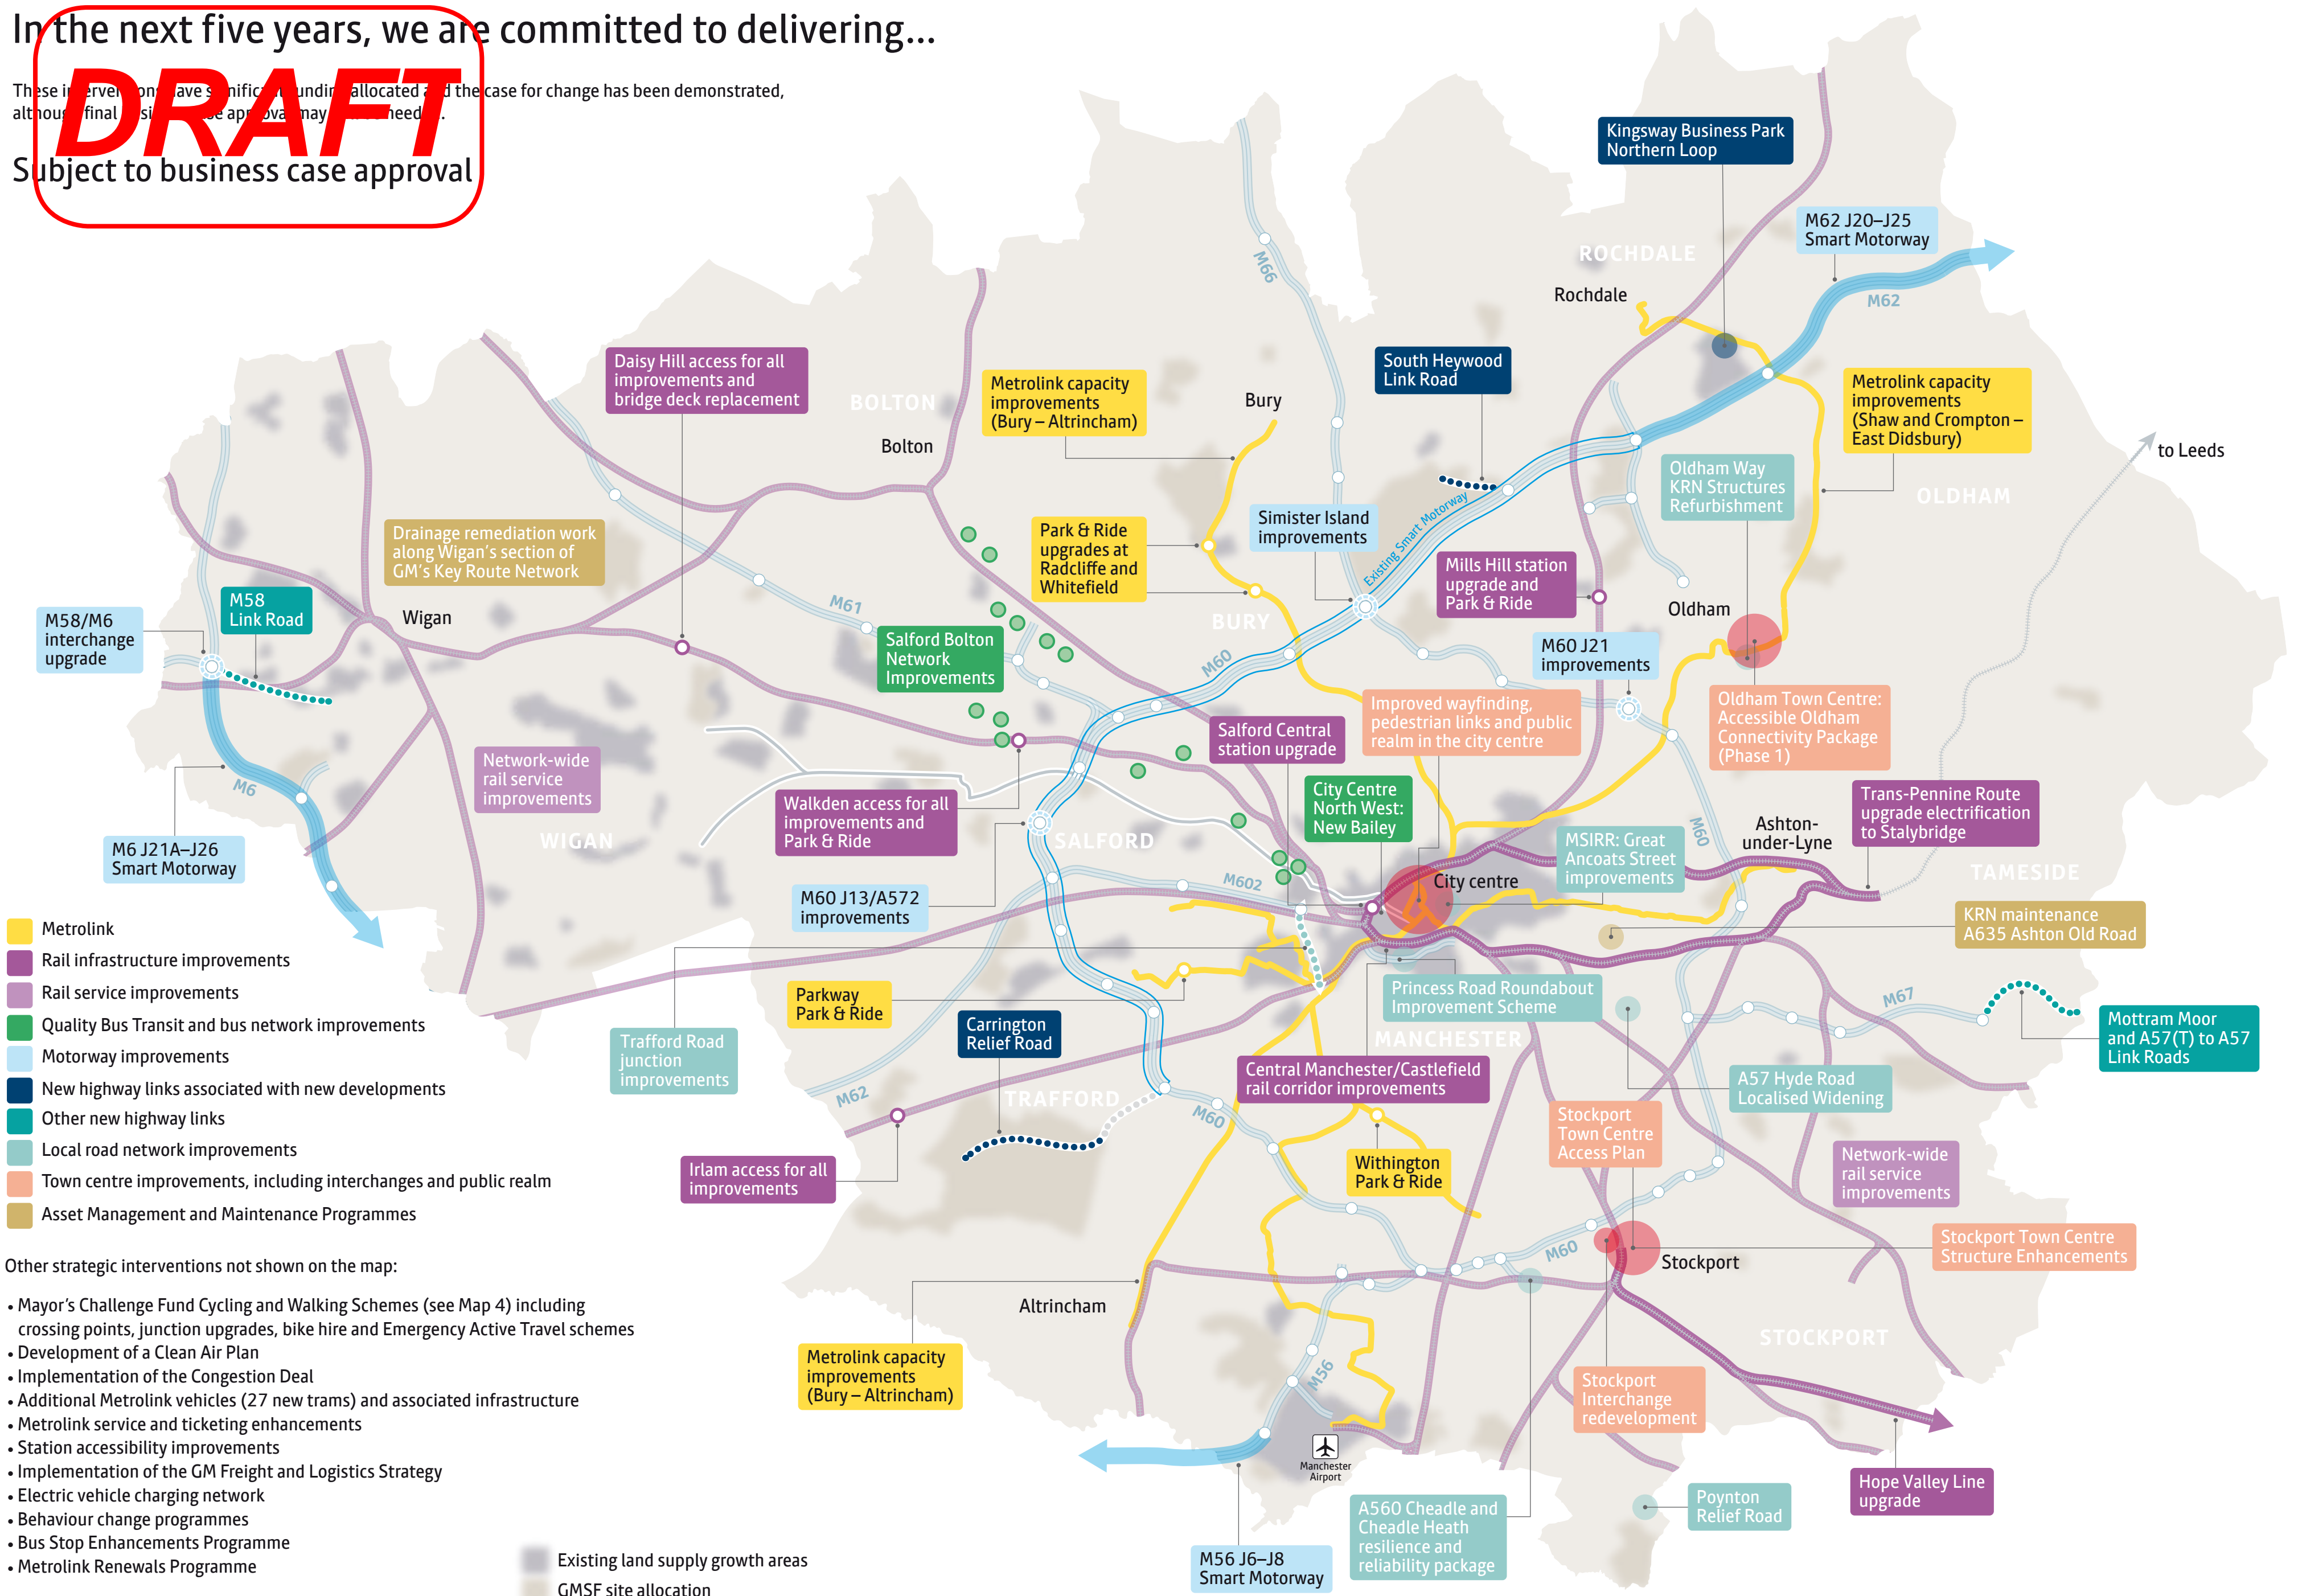 In the next five years, we are committed to delivering...
DRAFT
These interventions have significant funding allocated and the case for change has been demonstrated,
although final business case approval may be needed.
Subject to business case approval
Kingsway Business Park
Northern Loop
M62 J20–J25
Smart Motorway
ROCHDALE
Rochdale
M62
M66
Daisy Hill access for all
improvements and
bridge deck replacement
BOLTON
Bolton
Metrolink capacity
improvements
(Bury – Altrincham)
Bury
South Heywood
Link Road
Metrolink capacity
improvements
(Shaw and Crompton –
East Didsbury)
to Leeds
Oldham Way
KRN Structures
Refurbishment
OLDHAM
Drainage remediation work
along Wigan's section of
GM's Key Route Network
Park & Ride
upgrades at
Radcliffe and
Whitefield
Simister Island
improvements
Existing Smart Motorway
Mills Hill station
upgrade and
Park & Ride
M58
Link Road
M58/M6
interchange
upgrade
Wigan
M61
BURY
Oldham
Salford Bolton
Network
Improvements
M60
M60 J21
improvements
Improved wayfinding,
pedestrian links and public
realm in the city centre
Oldham Town Centre:
Accessible Oldham
Connectivity Package
(Phase 1)
Salford Central
station upgrade
Network-wide
rail service
improvements
M6
Walkden access for all
improvements and
Park & Ride
City Centre
North West:
New Bailey
Trans-Pennine Route
upgrade electrification
to Stalybridge
M60
Ashton-
under-Lyne
WIGAN
SALFORD
MSIRR: Great
Ancoats Street
improvements
M6 J21A–J26
Smart Motorway
TAMESIDE
M602
City centre
M60 J13/A572
improvements
KRN maintenance
A635 Ashton Old Road
Metrolink
Rail infrastructure improvements
Rail service improvements
Quality Bus Transit and bus network improvements
Motorway improvements
New highway links associated with new developments
Other new highway links
Local road network improvements
Town centre improvements, including interchanges and public realm
Asset Management and Maintenance Programmes
Parkway
Park & Ride
Princess Road Roundabout
Improvement Scheme
M67
Carrington
Relief Road
Trafford Road
junction
improvements
MANCHESTER
Mottram Moor
and A57(T) to A57
Link Roads
Central Manchester/Castlefield
rail corridor improvements
A57 Hyde Road
Localised Widening
M62
TRAFFORD
M60
Stockport
Town Centre
Access Plan
Irlam access for all
improvements
Withington
Park & Ride
Network-wide
rail service
improvements
M60
Stockport Town Centre
Structure Enhancements
Stockport
Altrincham
STOCKPORT
Metrolink capacity
improvements
(Bury – Altrincham)
M56
Stockport
Interchange
redevelopment
Manchester
Airport
Hope Valley Line
upgrade
Poynton
Relief Road
A560 Cheadle and
Cheadle Heath
resilience and
reliability package
M56 J6–J8
Smart Motorway
Other strategic interventions not shown on the map:
• Mayor's Challenge Fund Cycling and Walking Schemes (see Map 4) including
crossing points, junction upgrades, bike hire and Emergency Active Travel schemes
• Development of a Clean Air Plan
• Implementation of the Congestion Deal
• Additional Metrolink vehicles (27 new trams) and associated infrastructure
• Metrolink service and ticketing enhancements
• Station accessibility improvements
• Implementation of the GM Freight and Logistics Strategy
• Electric vehicle charging network
• Behaviour change programmes
• Bus Stop Enhancements Programme
• Metrolink Renewals Programme
Existing land supply growth areas
GMSF site allocation